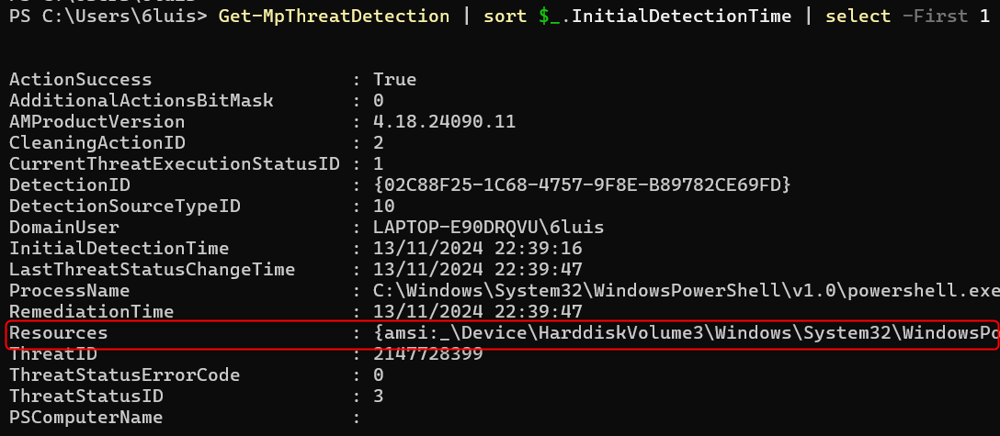 PS C:\Users\6luis> Get-MpThreatDetection | sort $_.InitialDetectionTime | select -First 1
ActionSuccess : True
AdditionalActionsBitMask : 0
AMProductVersion : 4.18.24090.11
CleaningActionID : 2
CurrentThreatExecutionStatusID : 1
DetectionID : {02C88F25-1C68-4757-9F8E-B89782CE69FD}
DetectionSourceTypeID : 10
DomainUser : LAPTOP-E90DRQVU\6luis
InitialDetectionTime : 13/11/2024 22:39:16
LastThreatStatusChangeTime : 13/11/2024 22:39:47
ProcessName : C:\Windows\System32\WindowsPowerShell\v1.0\powershell.exe
RemediationTime : 13/11/2024 22:39:47
Resources : {amsi:_\Device\HarddiskVolume3\Windows\System32\WindowsPo
ThreatID : 2147728399
ThreatStatusErrorCode : 0
ThreatStatusID : 3
PSComputerName :